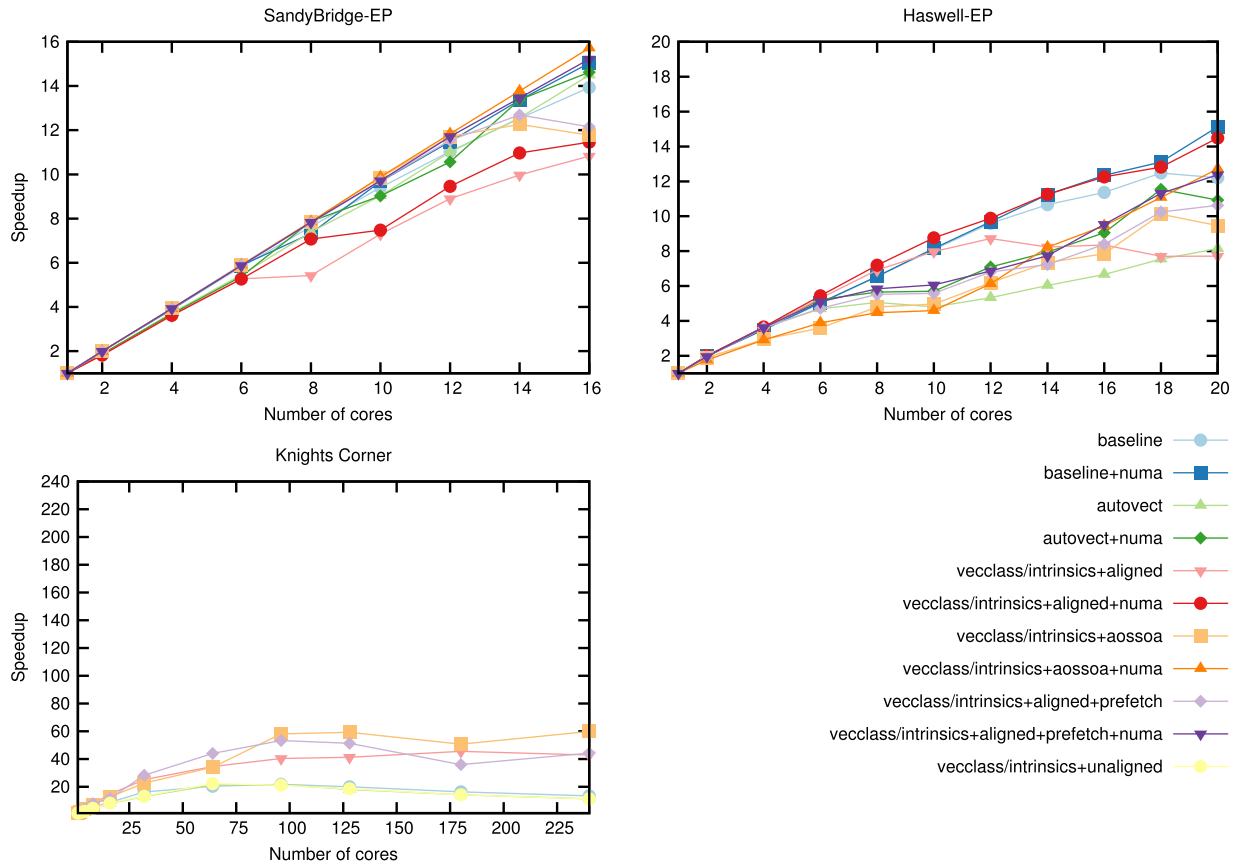 SandyBridge-EP
16
14
12
10
8
6
4
2
Speedup
2 4 6 8 10 12 14 16
Number of cores
Haswell-EP
20
18
16
14
12
10
8
6
4
2
2 4 6 8 10 12 14 16 18 20
Number of cores
Knights Corner
240
220
200
180
160
140
120
100
80
60
40
20
Speedup
25 50 75 100 125 150 175 200 225
Number of cores
baseline
baseline+numa
autovect
autovect+numa
vecclass/intrinsics+aligned
vecclass/intrinsics+aligned+numa
vecclass/intrinsics+aossoa
vecclass/intrinsics+aossoa+numa
vecclass/intrinsics+aligned+prefetch
vecclass/intrinsics+aligned+prefetch+numa
vecclass/intrinsics+unaligned